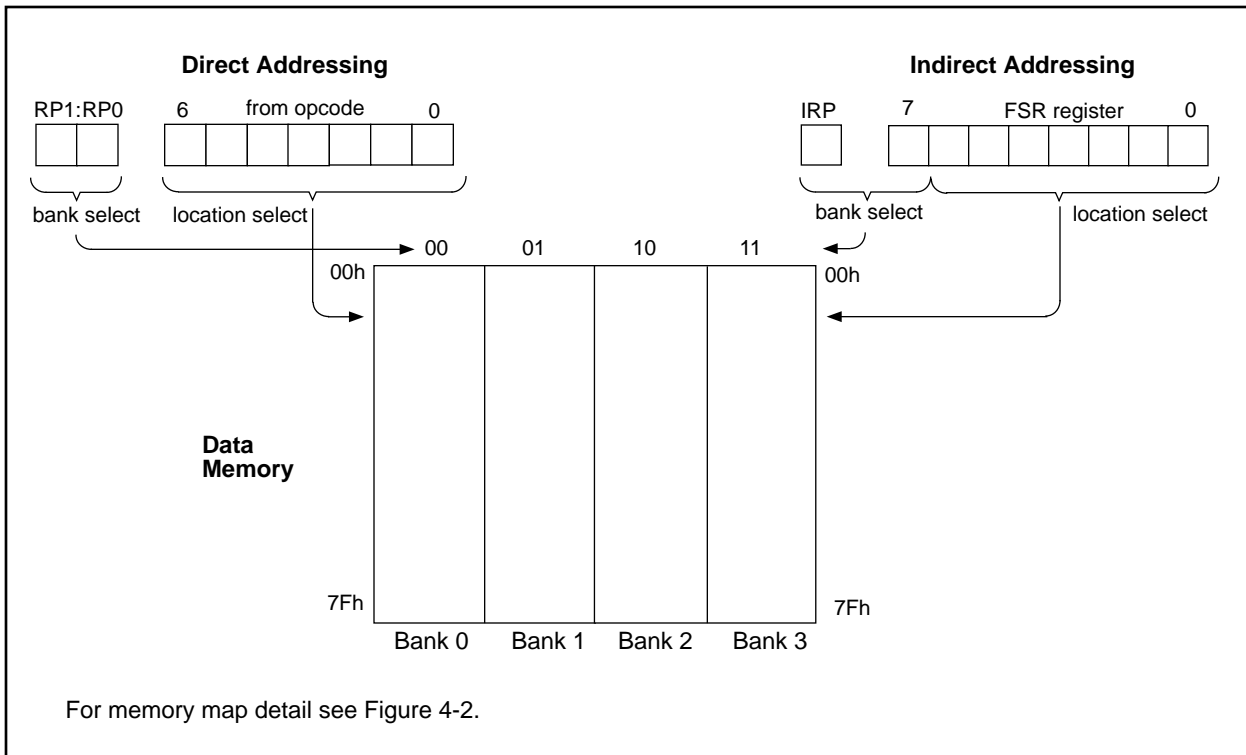 Direct Addressing
Indirect Addressing
RP1:RP0 6 from opcode 0
IRP 7 FSR register 0
bank select location select
bank select location select
00 01 10 11
00h 00h
Data
Memory
7Fh 7Fh
Bank 0 Bank 1 Bank 2 Bank 3
For memory map detail see Figure 4-2.